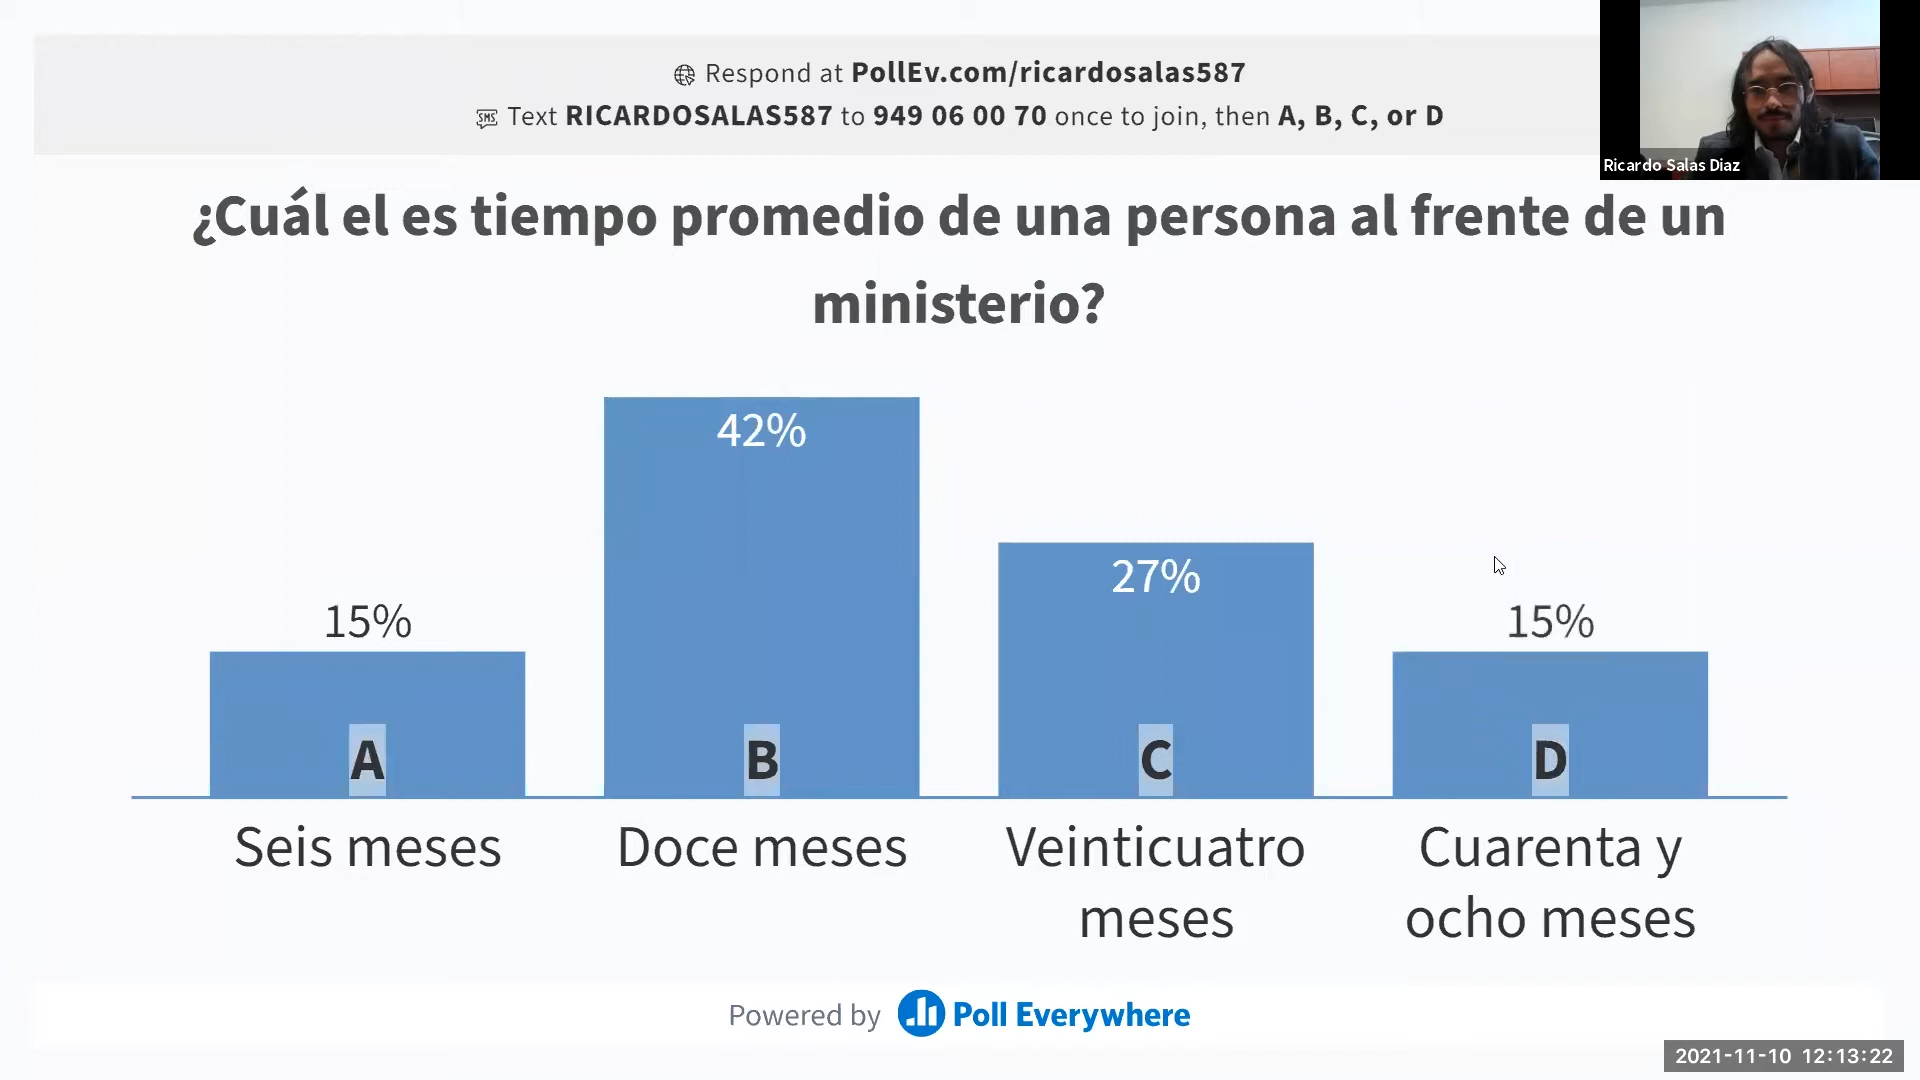 Respond at PollEv.com/ricardosalas587
Text RICARDOSALAS587 to 949 06 00 70 once to join, then A, B, C, or D
Ricardo Salas Diaz
¿Cuál el es tiempo promedio de una persona al frente de un
ministerio?
42%
27%
15%
15%
A
B
C
D
Seis meses
Doce meses
Veinticuatro
meses
Cuarenta y
ocho meses
Powered by Poll Everywhere
2021-11-10 12:13:22